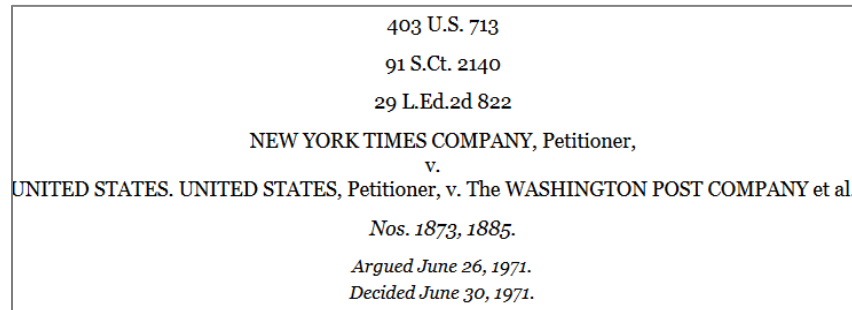 403 U.S. 713
91 S.Ct. 2140
29 L.Ed.2d 822
NEW YORK TIMES COMPANY, Petitioner,
v.
UNITED STATES. UNITED STATES, Petitioner, v. The WASHINGTON POST COMPANY et al.
Nos. 1873, 1885.
Argued June 26, 1971.
Decided June 30, 1971.